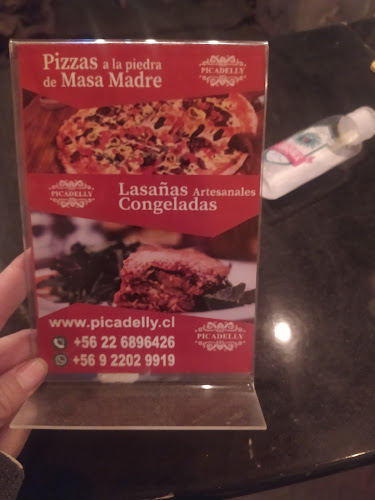 Pizzas a la piedra
de Masa Madre
PICADELLY
PICADELLY
Lasañas Artesanales
Congeladas
www.picadelly.cl
+56 22 6896426
+56 9 2202 9919
PICADELLY